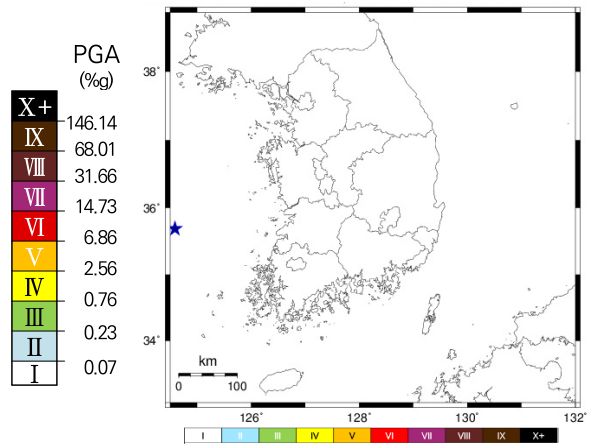 PGA
(%g)
X+
146.14
IX
68.01
VIII
31.66
VII
14.73
VI
6.86
V
2.56
IV
0.76
III
0.23
II
0.07
I
38°
36°
34°
km
0 100
126° 128° 130° 132°
I II III IV V VI VII VIII IX X+